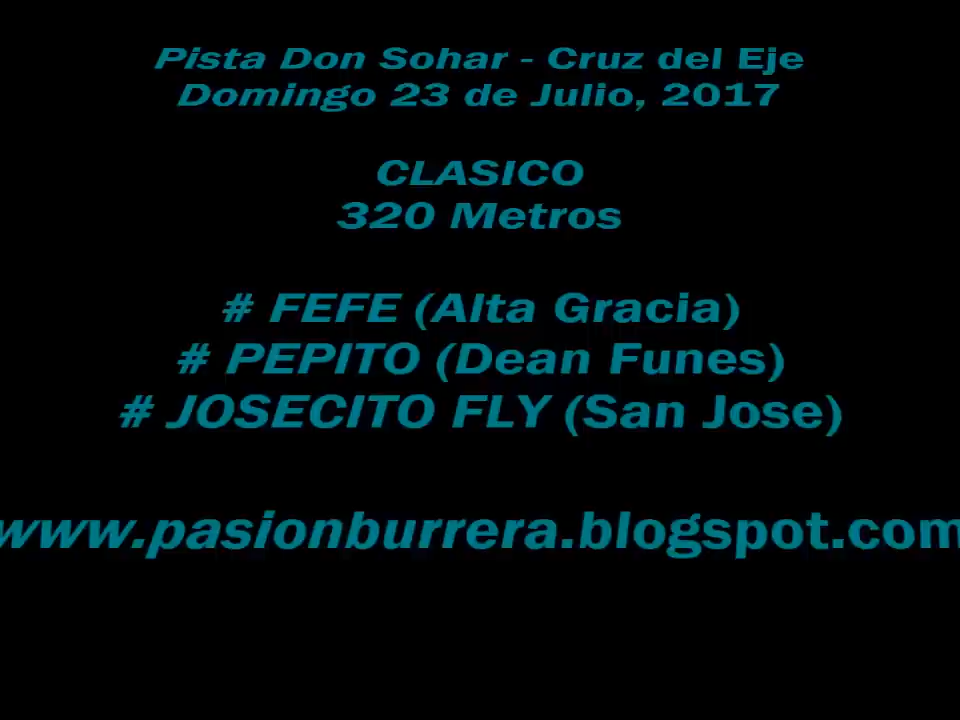 Pista Don Sohar - Cruz del Eje
Domingo 23 de Julio, 2017
CLASICO
320 Metros
# FEFE (Alta Gracia)
# PEPITO (Dean Funes)
# JOSECITO FLY (San Jose)
www.pasionburrera.blogspot.com